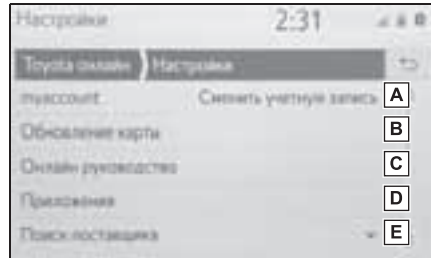 Настройки 2:31
Toyota онлайн Настройки
myaccount Сменить учетную запись A
Обновление карты B
Онлайн руководство C
Приложения D
Поиск поставщика E